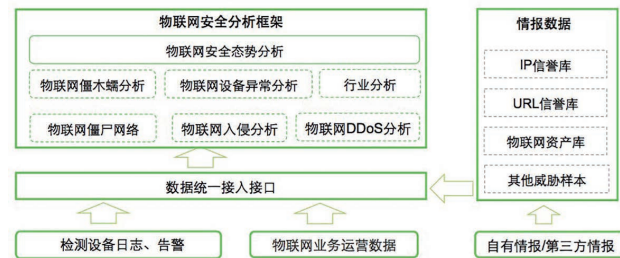 物联网安全分析框架
物联网安全态势分析
物联网僵木蠕分析 物联网设备异常分析 行业分析
物联网僵尸网络 物联网入侵分析 物联网DDoS分析
数据统一接入接口
检测设备日志、告警 物联网业务运营数据
情报数据
IP信誉库
URL信誉库
物联网资产库
其他威胁样本
自有情报/第三方情报